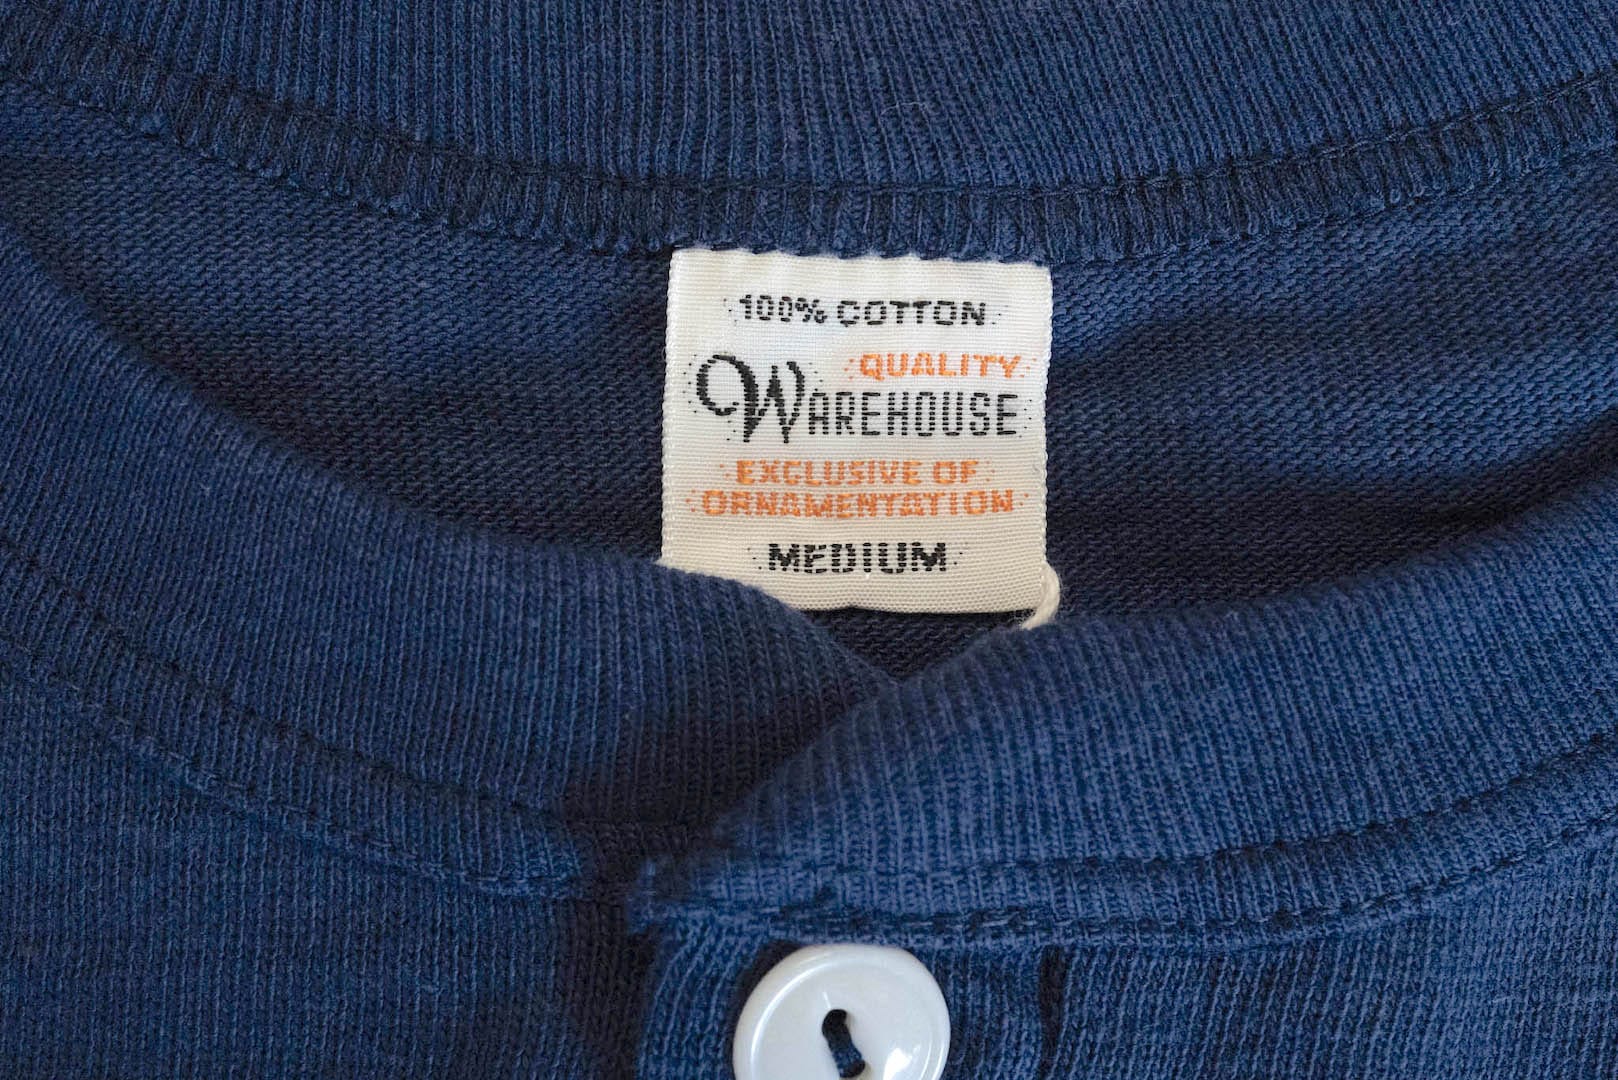 100% COTTON
QUALITY
WAREHOUSE
EXCLUSIVE OF
ORNAMENTATION
MEDIUM